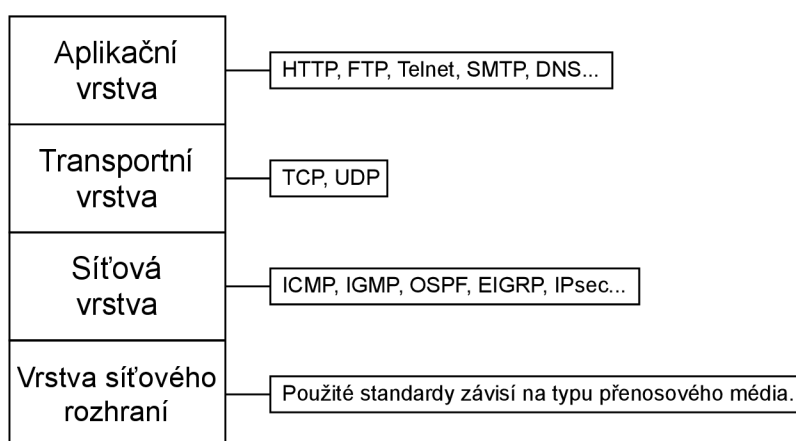 Aplikační
vrstva
HTTP, FTP, Telnet, SMTP, DNS...
Transportní
vrstva
TCP, UDP
Síťová
vrstva
ICMP, IGMP, OSPF, EIGRP, IPsec...
Vrstva síťového
rozhraní
Použité standardy závisí na typu přenosového média.